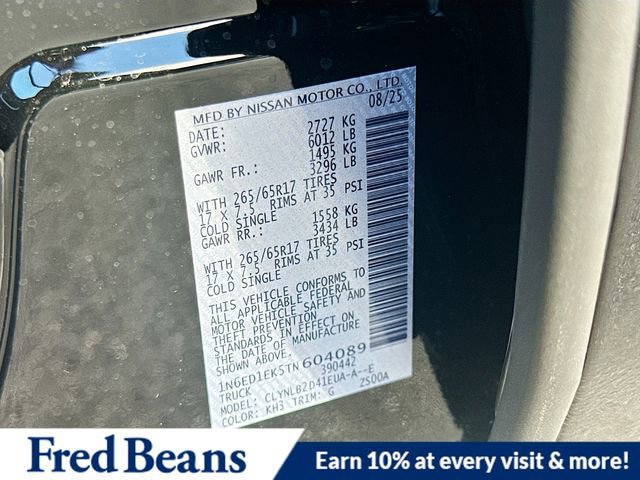 MFD BY NISSAN MOTOR CO., LTD.
DATE: 08/25
GVWR: 2727 KG
6012 LB
GAWR FR.: 1495 KG
3296 LB
WITH 265/65R17 TIRES
17 X 7.5 RIMS AT 35 PSI
COLD SINGLE
GAWR RR.: 1558 KG
3434 LB
WITH 265/65R17 TIRES
17 X 7.5 RIMS AT 35 PSI
COLD SINGLE
THIS VEHICLE CONFORMS TO
ALL APPLICABLE FEDERAL
MOTOR VEHICLE SAFETY AND
THEFT PREVENTION
STANDARDS IN EFFECT ON
THE DATE OF MANUFACTURE
SHOWN ABOVE.
1N6ED1EK5TN604089
TRUCK 390442
MODEL: CLYNLB2D41EUA-A--E
COLOR: KH3 TRIM: G ZS00A
Fred Beans
Earn 10% at every visit & more!